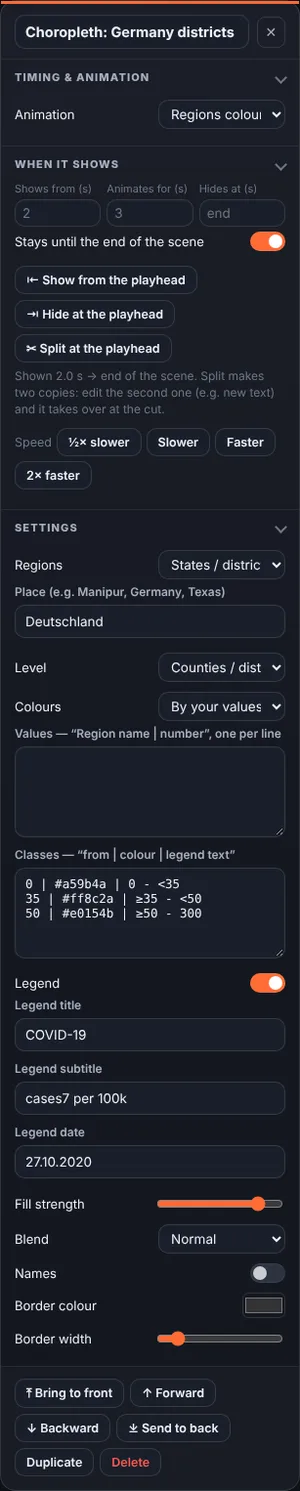 Choropleth: Germany districts ✕
TIMING & ANIMATION
Animation Regions colour
WHEN IT SHOWS
Shows from (s) Animates for (s) Hides at (s)
2 3 end
Stays until the end of the scene
⇤ Show from the playhead
⇥ Hide at the playhead
✂ Split at the playhead
Shown 2.0 s → end of the scene. Split makes
two copies: edit the second one (e.g. new text)
and it takes over at the cut.
Speed ½× slower Slower Faster
2× faster
SETTINGS
Regions States / distric
Place (e.g. Manipur, Germany, Texas)
Deutschland
Level Counties / dist
Colours By your values
Values — “Region name | number”, one per line
Classes — “from | colour | legend text”
0 | #a59b4a | 0 - <35
35 | #ff8c2a | ≥35 - <50
50 | #e0154b | ≥50 - 300
Legend
Legend title
COVID-19
Legend subtitle
cases7 per 100k
Legend date
27.10.2020
Fill strength
Blend Normal
Names
Border colour
Border width
⤒ Bring to front ↑ Forward
↓ Backward ⤓ Send to back
Duplicate Delete